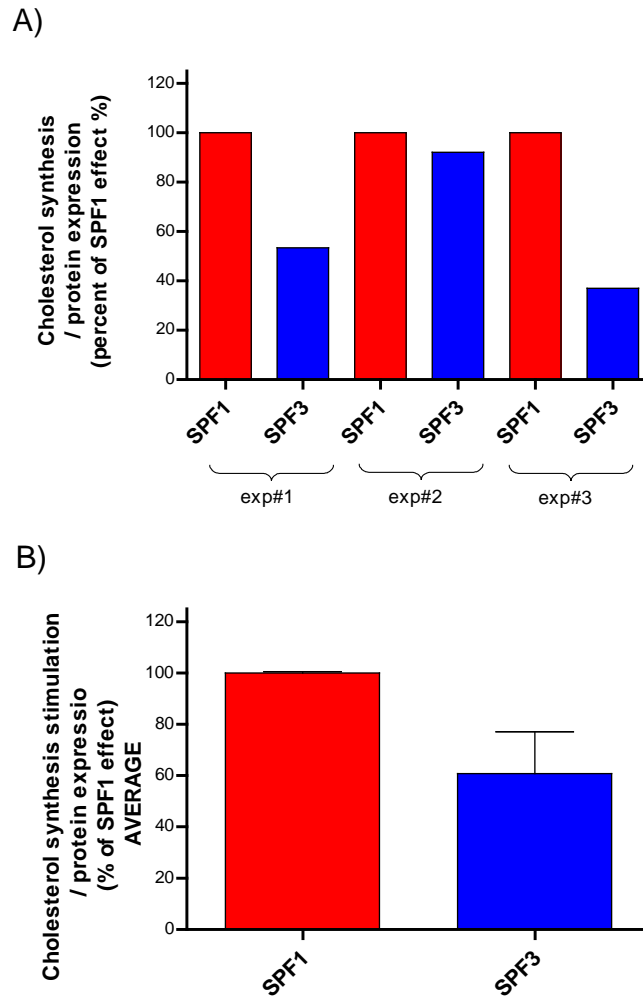 A)
Cholesterol synthesis
/ protein expression
(percent of SPF1 effect %)
120
100
80
60
40
20
0
SPF1
SPF3
SPF1
SPF3
SPF1
SPF3
exp#1
exp#2
exp#3
B)
Cholesterol synthesis stimulation
/ protein expressio
(% of SPF1 effect)
AVERAGE
120
100
80
60
40
20
0
SPF1
SPF3